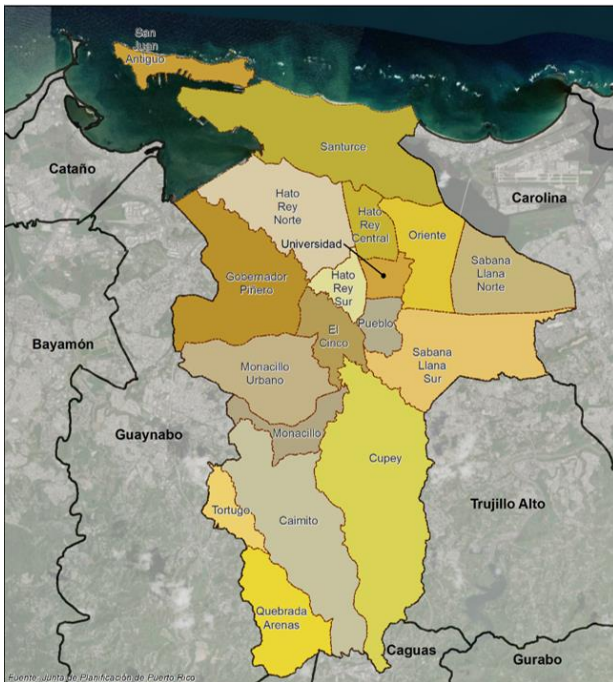 San
Juan
Antiguo
Santurce
Cataño
Carolina
Hato
Rey
Norte
Hato
Rey
Central
Oriente
Universidad
Sabana
Llana
Norte
Gobernador
Piñero
Hato
Rey
Sur
Pueblo
El
Cinco
Bayamón
Sabana
Llana
Sur
Monacillo
Urbano
Guaynabo
Monacillo
Cupey
Trujillo Alto
Tortugo
Caimito
Quebrada
Arenas
Caguas
Gurabo
Fuente: Junta de Planificación de Puerto Rico